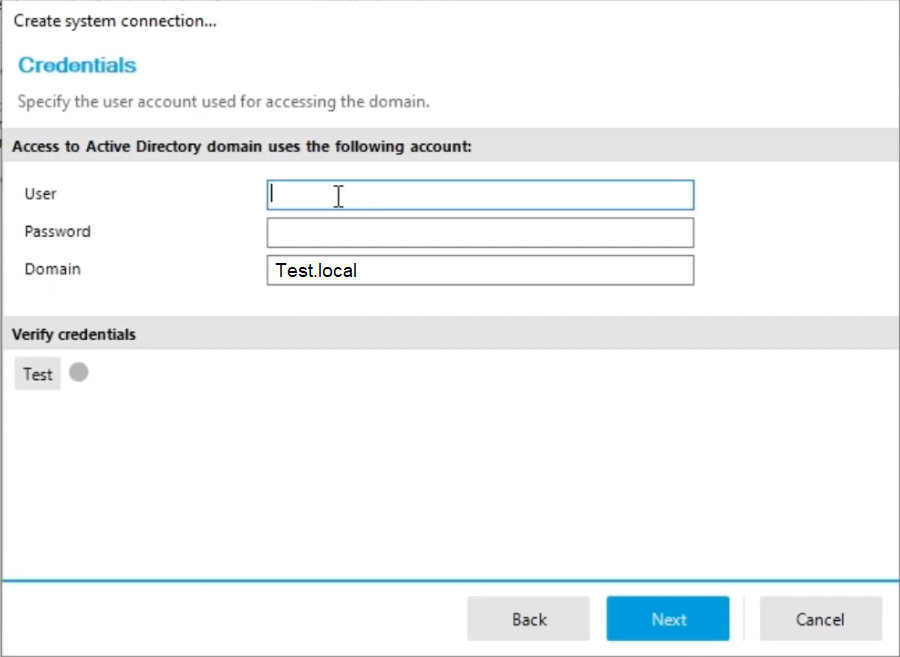 Create system connection...
Credentials
Specify the user account used for accessing the domain.
Access to Active Directory domain uses the following account:
User
Password
Domain Test.local
Verify credentials
Test
Back Next Cancel